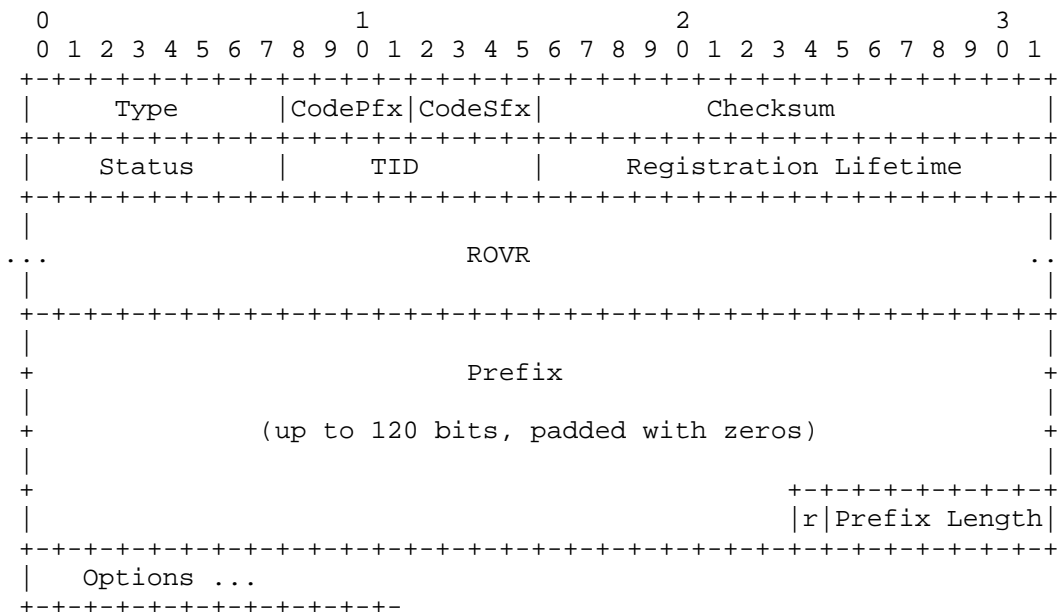 0                   1                   2                   3
 0 1 2 3 4 5 6 7 8 9 0 1 2 3 4 5 6 7 8 9 0 1 2 3 4 5 6 7 8 9 0 1
+-+-+-+-+-+-+-+-+-+-+-+-+-+-+-+-+-+-+-+-+-+-+-+-+-+-+-+-+-+-+-+-+
|     Type      |CodePfx|CodeSfx|          Checksum             |
+-+-+-+-+-+-+-+-+-+-+-+-+-+-+-+-+-+-+-+-+-+-+-+-+-+-+-+-+-+-+-+-+
|    Status     |     TID       |     Registration Lifetime     |
+-+-+-+-+-+-+-+-+-+-+-+-+-+-+-+-+-+-+-+-+-+-+-+-+-+-+-+-+-+-+-+-+
|                                                               |
...                          ROVR                               ..
|                                                               |
+-+-+-+-+-+-+-+-+-+-+-+-+-+-+-+-+-+-+-+-+-+-+-+-+-+-+-+-+-+-+-+-+
|                                                               |
+                           Prefix                              +
|                                                               |
+              (up to 120 bits, padded with zeros)              +
|                                                               |
+                                               +-+-+-+-+-+-+-+-+
|                                               |r|Prefix Length|
+-+-+-+-+-+-+-+-+-+-+-+-+-+-+-+-+-+-+-+-+-+-+-+-+-+-+-+-+-+-+-+-+
|   Options ...
+-+-+-+-+-+-+-+-+-+-+-+-